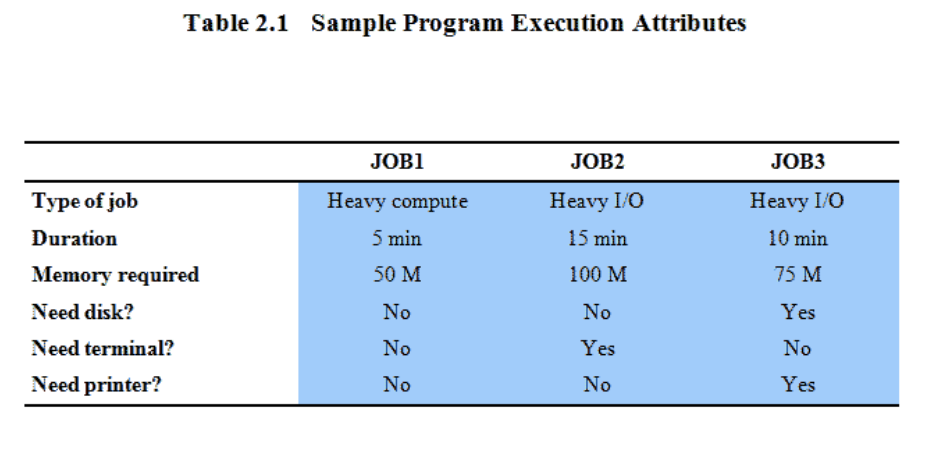 Table 2.1 Sample Program Execution Attributes
JOB1 JOB2 JOB3
Type of job Heavy compute Heavy I/O Heavy I/O
Duration 5 min 15 min 10 min
Memory required 50 M 100 M 75 M
Need disk? No No Yes
Need terminal? No Yes No
Need printer? No No Yes